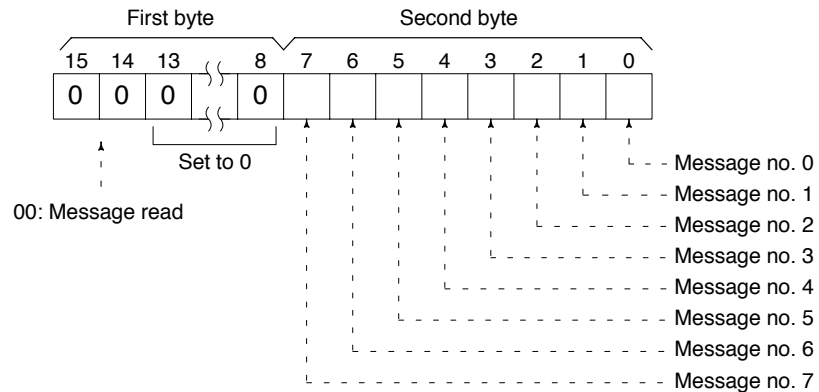 First byte Second byte
15 14 13 8 7 6 5 4 3 2 1 0
0 0 0 0
Set to 0
00: Message read
Message no. 0
Message no. 1
Message no. 2
Message no. 3
Message no. 4
Message no. 5
Message no. 6
Message no. 7